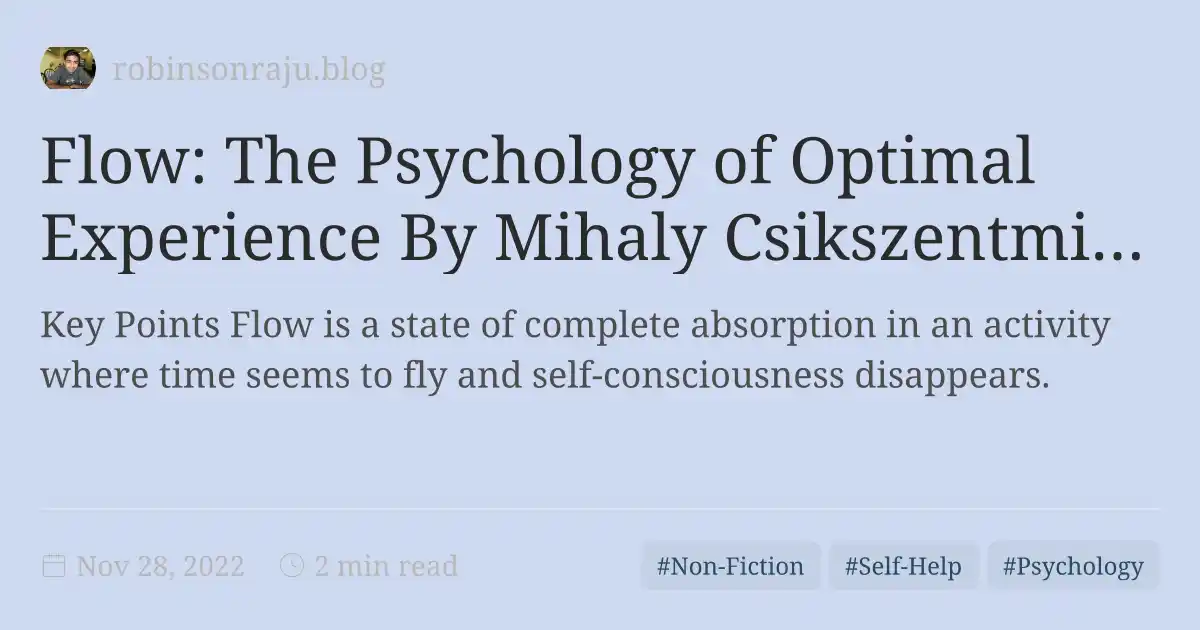 robinsonraju.blog
Flow: The Psychology of Optimal
Experience By Mihaly Csikszentmi...
Key Points Flow is a state of complete absorption in an activity
where time seems to fly and self-consciousness disappears.
Nov 28, 2022 2 min read #Non-Fiction #Self-Help #Psychology